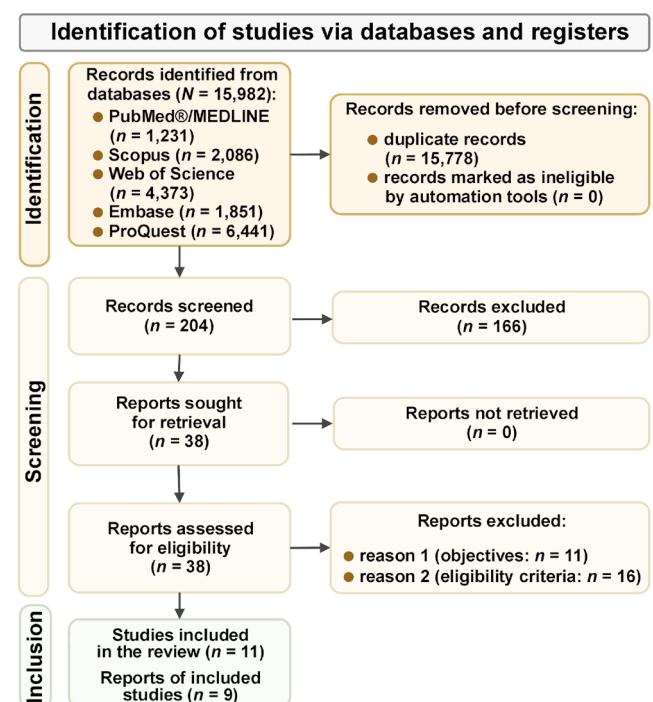 Identification of studies via databases and registers
Identification
Records identified from
databases (N = 15,982):
● PubMed®/MEDLINE
(n = 1,231)
● Scopus (n = 2,086)
● Web of Science
(n = 4,373)
● Embase (n = 1,851)
● ProQuest (n = 6,441)
Records removed before screening:
● duplicate records
(n = 15,778)
● records marked as ineligible
by automation tools (n = 0)
Screening
Records screened
(n = 204)
Records excluded
(n = 166)
Reports sought
for retrieval
(n = 38)
Reports not retrieved
(n = 0)
Reports assessed
for eligibility
(n = 38)
Reports excluded:
● reason 1 (objectives: n = 11)
● reason 2 (eligibility criteria: n = 16)
Inclusion
Studies included
in the review (n = 11)
Reports of included
studies (n = 9)